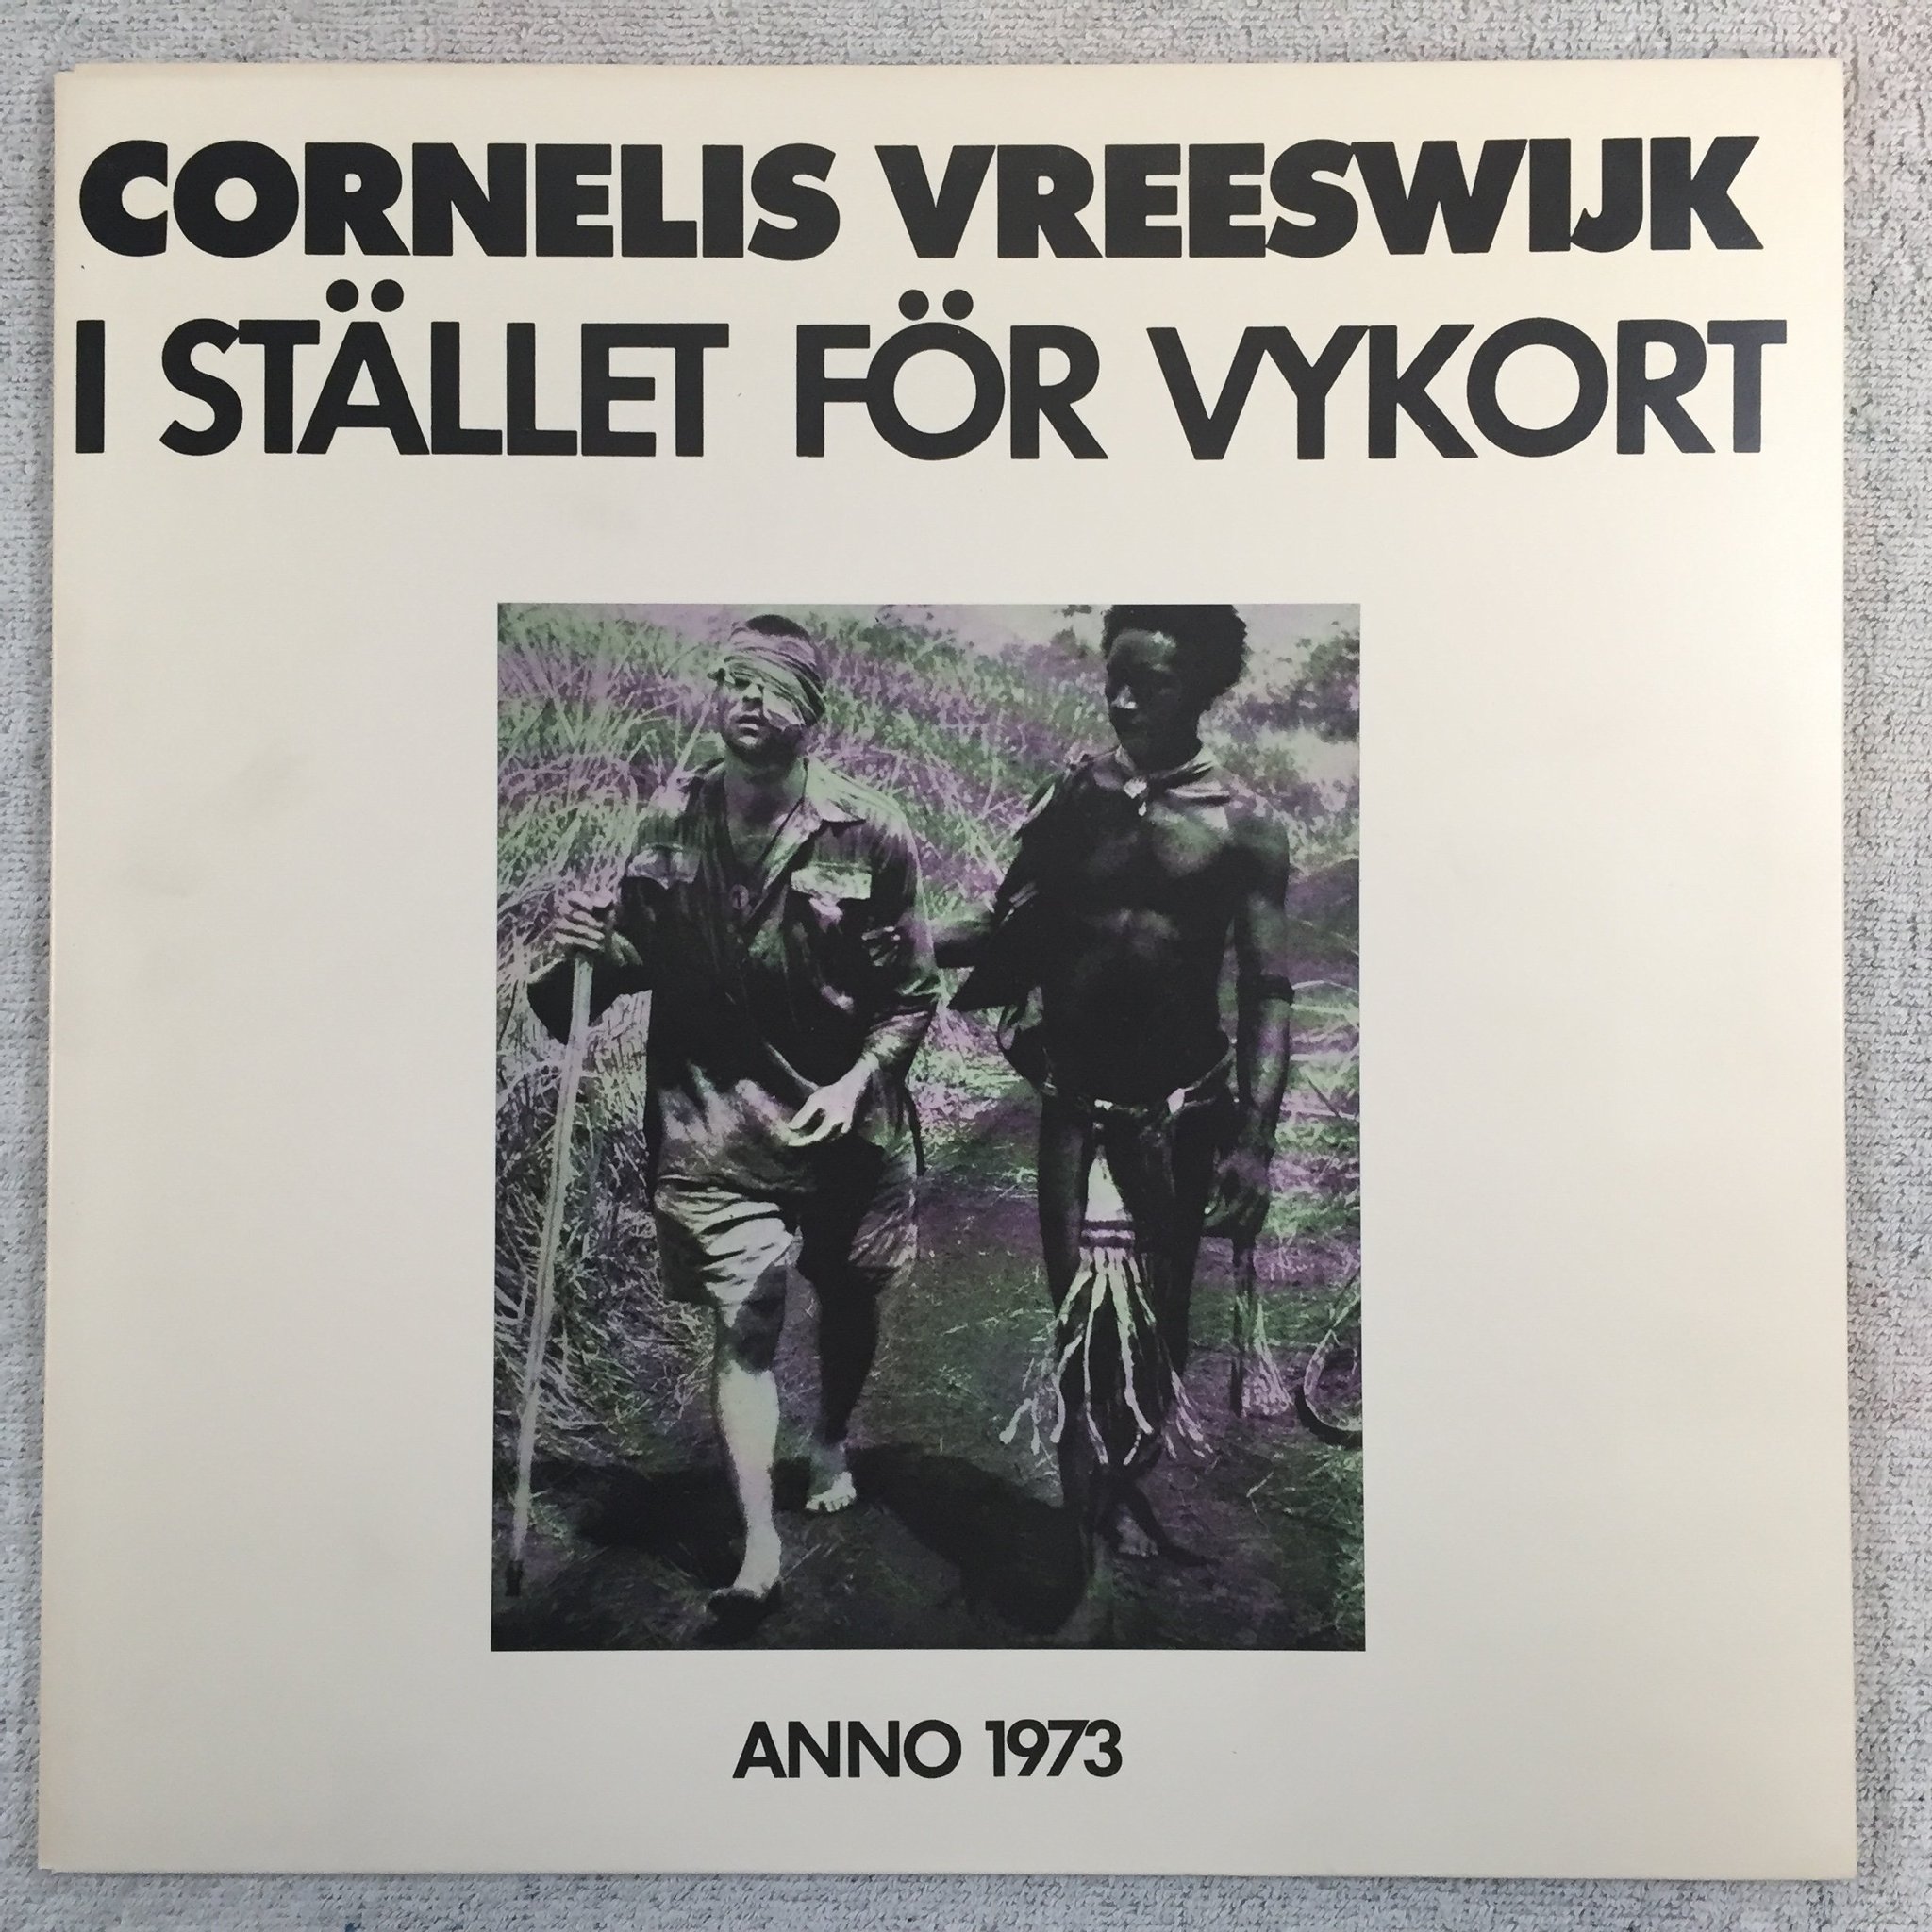 CORNELIS VREESWIJK
I STÄLLET FÖR VYKORT
ANNO 1973